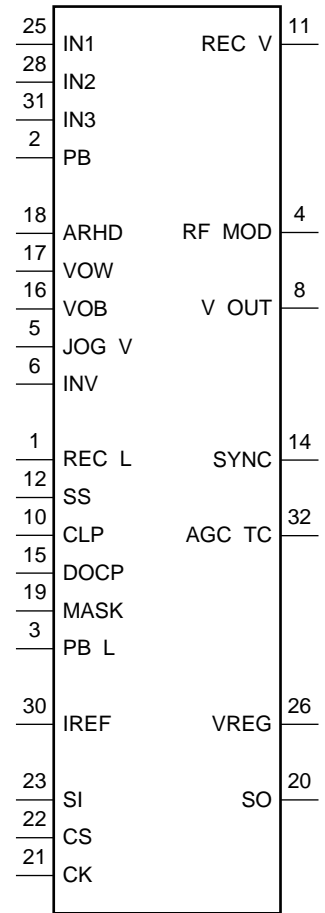 25 IN1 REC V 11
28 IN2
31 IN3
2 PB
18 ARHD RF MOD 4
17 VOW
16 VOB V OUT 8
5 JOG V
6 INV
1 REC L SYNC 14
12 SS
10 CLP AGC TC 32
15 DOCP
19 MASK
3 PB L
30 IREF VREG 26
23 SI SO 20
22 CS
21 CK